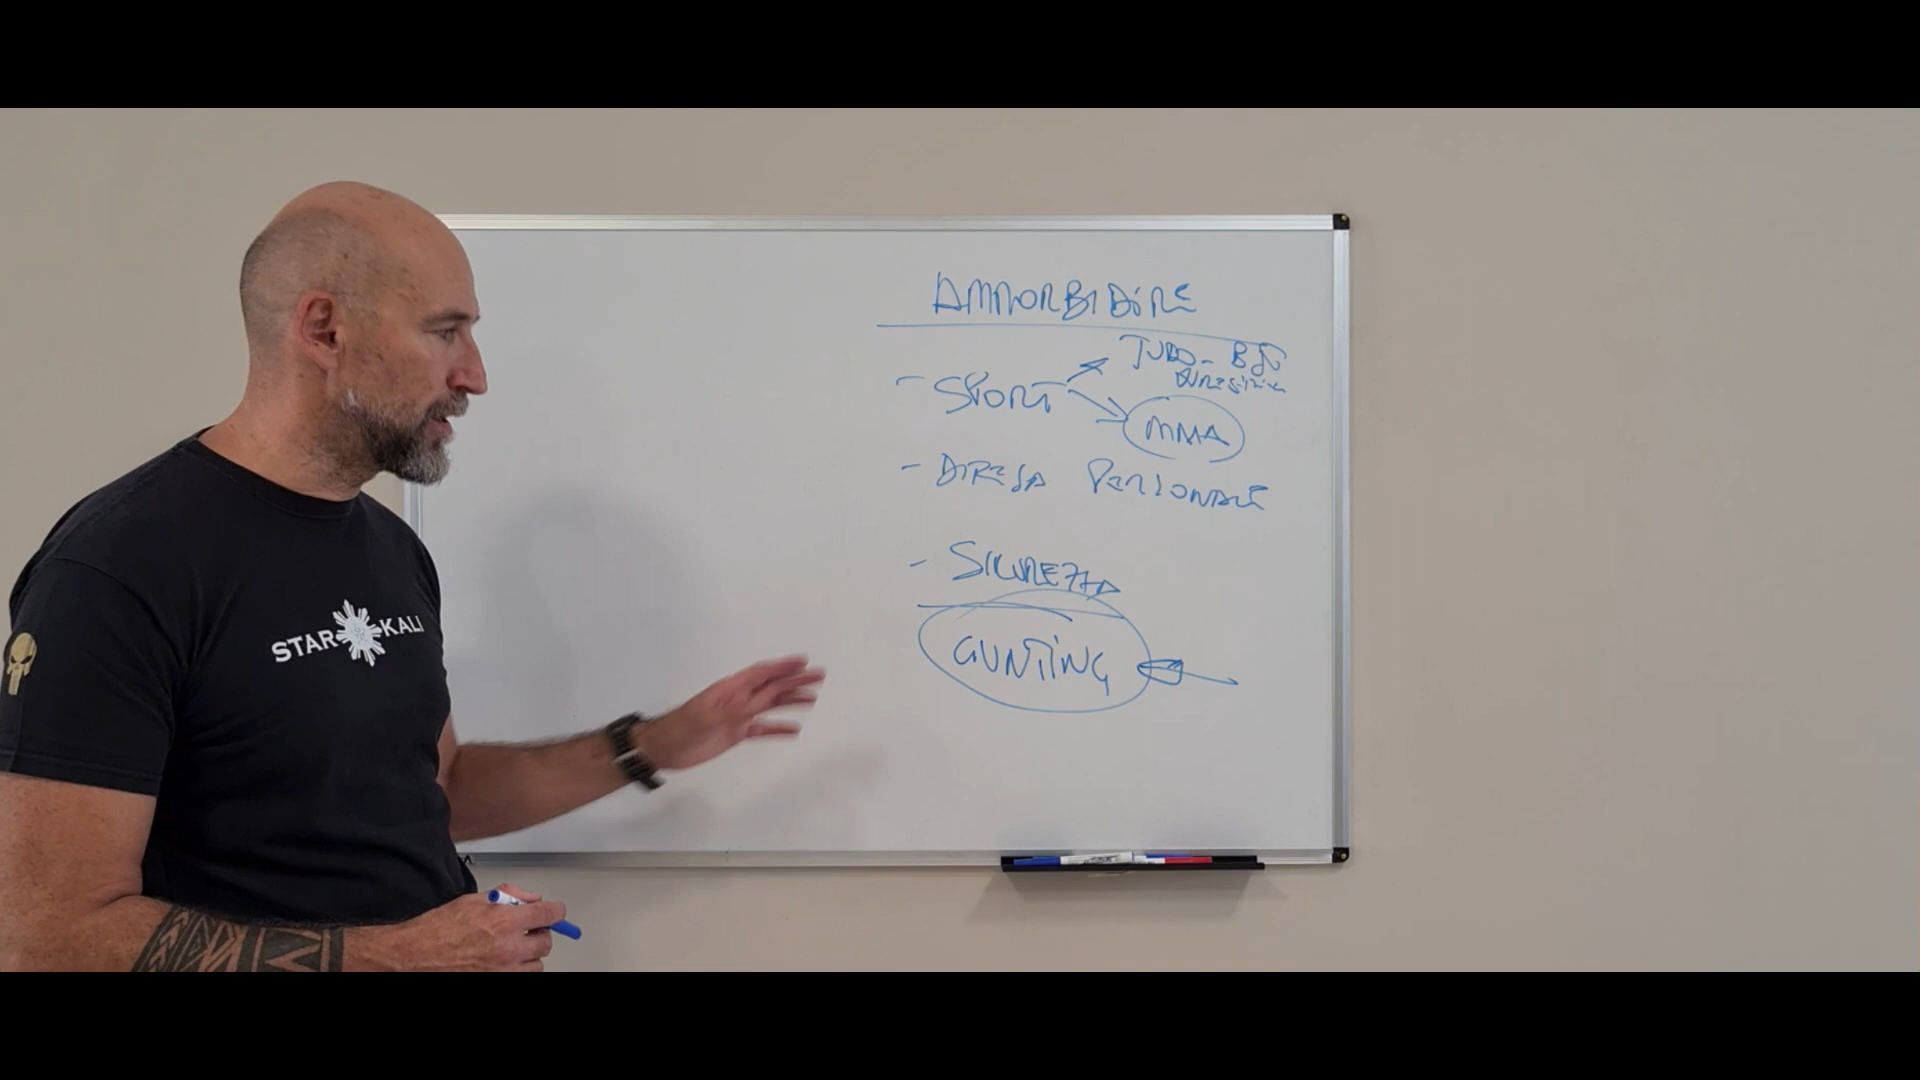 AMMORBIDIRE
JUDO - BJJ
WRESTLING
- SPORT
MMA
- DIFESA PERSONALE
- SICUREZZA
GUNTING
STAR KALI